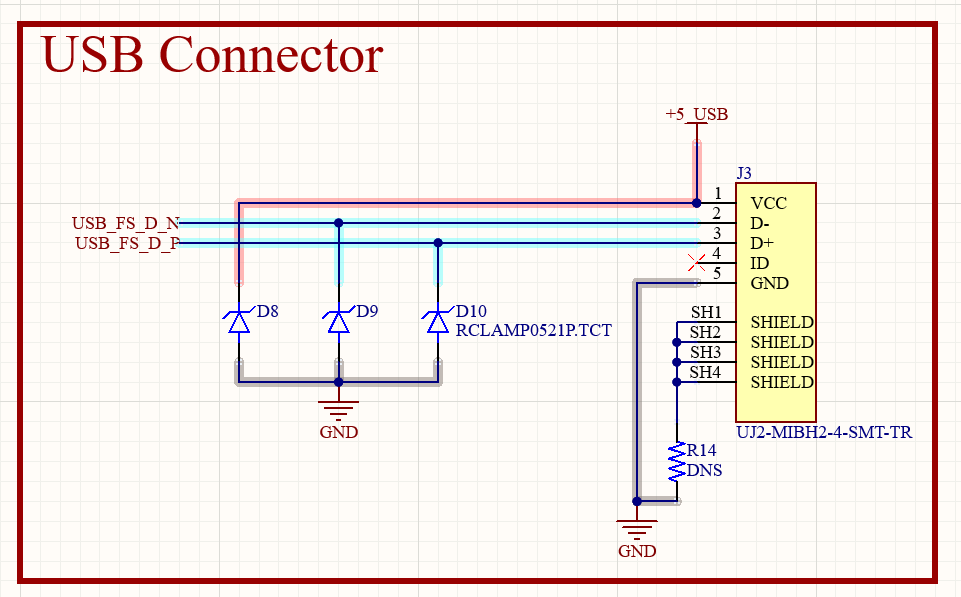 USB Connector
+5_USB
J3
1 VCC
USB_FS_D_N 2 D-
USB_FS_D_P 3 D+
4 ID
5 GND
D8 D9 D10
RCLAMP0521P.TCT
SH1 SHIELD
SH2 SHIELD
SH3 SHIELD
SH4 SHIELD
GND
UJ2-MIBH2-4-SMT-TR
R14
DNS
GND